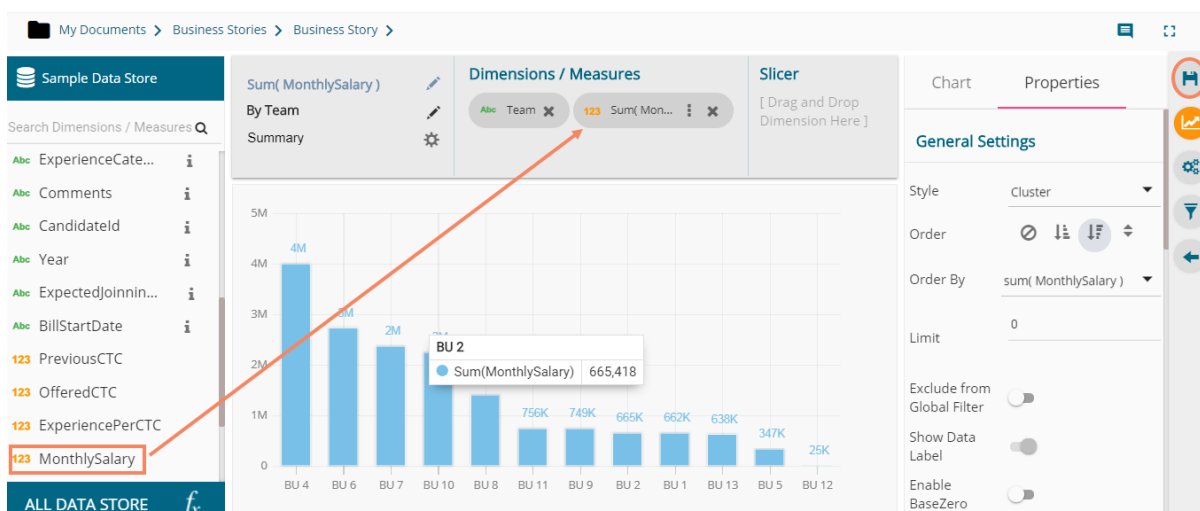 My Documents > Business Stories > Business Story >
Sample Data Store
Search Dimensions / Measures
Abc ExperienceCate... i
Abc Comments i
Abc CandidateId i
Abc Year i
Abc ExpectedJoinnin... i
Abc BillStartDate i
123 PreviousCTC
123 OfferedCTC
123 ExperiencePerCTC
123 MonthlySalary
ALL DATA STORE fx
Sum( MonthlySalary )
By Team
Summary
Dimensions / Measures
Abc Team 123 Sum( Mon...
Slicer
[ Drag and Drop
Dimension Here ]
5M
4M
3M
2M
1M
0
4M
3M
2M
BU 2
Sum(MonthlySalary) 665,418
756K 749K 665K 662K 638K 347K 25K
BU 4 BU 6 BU 7 BU 10 BU 8 BU 11 BU 9 BU 2 BU 1 BU 13 BU 5 BU 12
Chart Properties
General Settings
Style Cluster
Order
Order By sum( MonthlySalary )
Limit 0
Exclude from
Global Filter
Show Data
Label
Enable
BaseZero